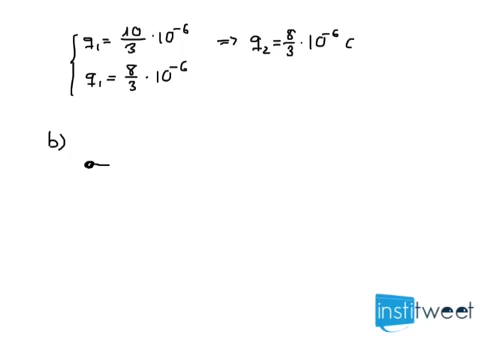 q₁ = 10/3 · 10⁻⁶ => q₂ = 8/3 · 10⁻⁶ c
q₁ = 8/3 · 10⁻⁶
b)
institweet